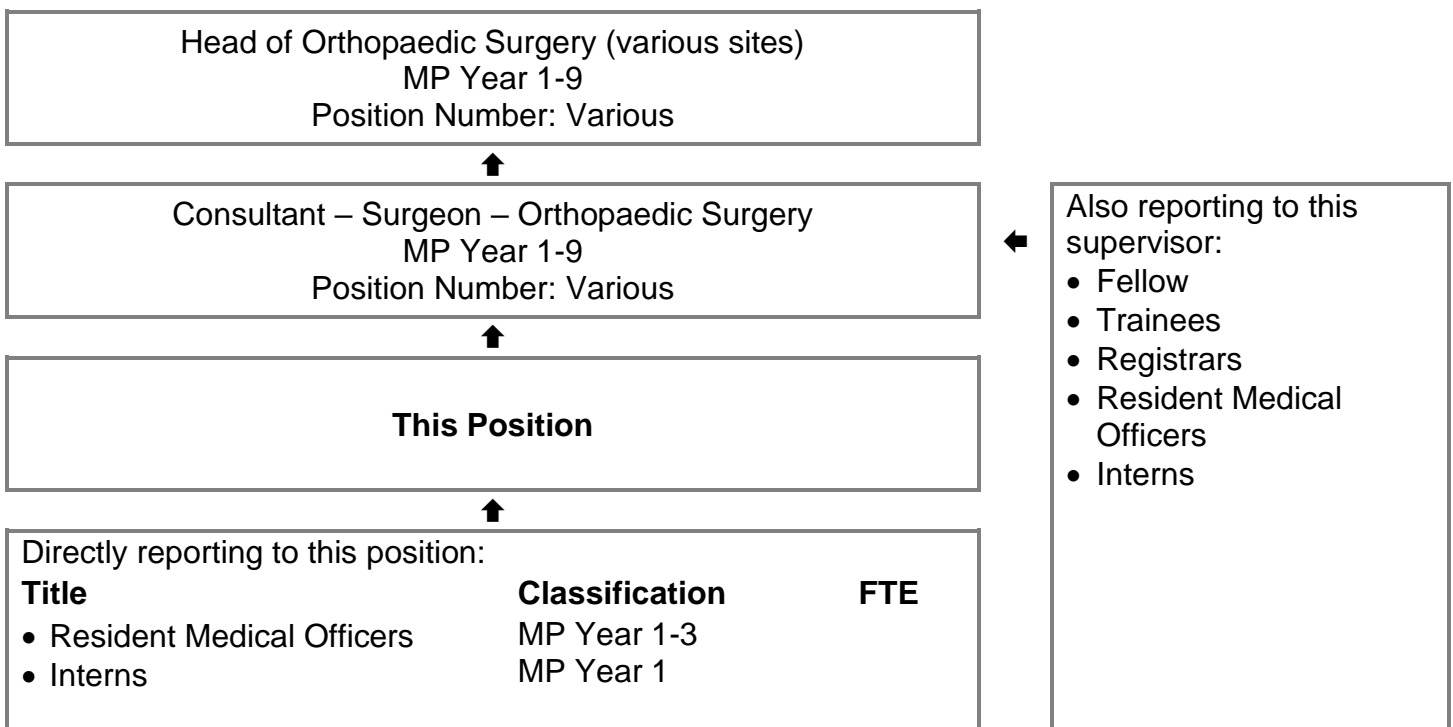 Head of Orthopaedic Surgery (various sites)
MP Year 1-9
Position Number: Various
Consultant – Surgeon – Orthopaedic Surgery
MP Year 1-9
Position Number: Various
Also reporting to this
supervisor:
• Fellow
• Trainees
• Registrars
• Resident Medical
Officers
• Interns
This Position
Directly reporting to this position:
Title Classification FTE
• Resident Medical Officers MP Year 1-3
• Interns MP Year 1